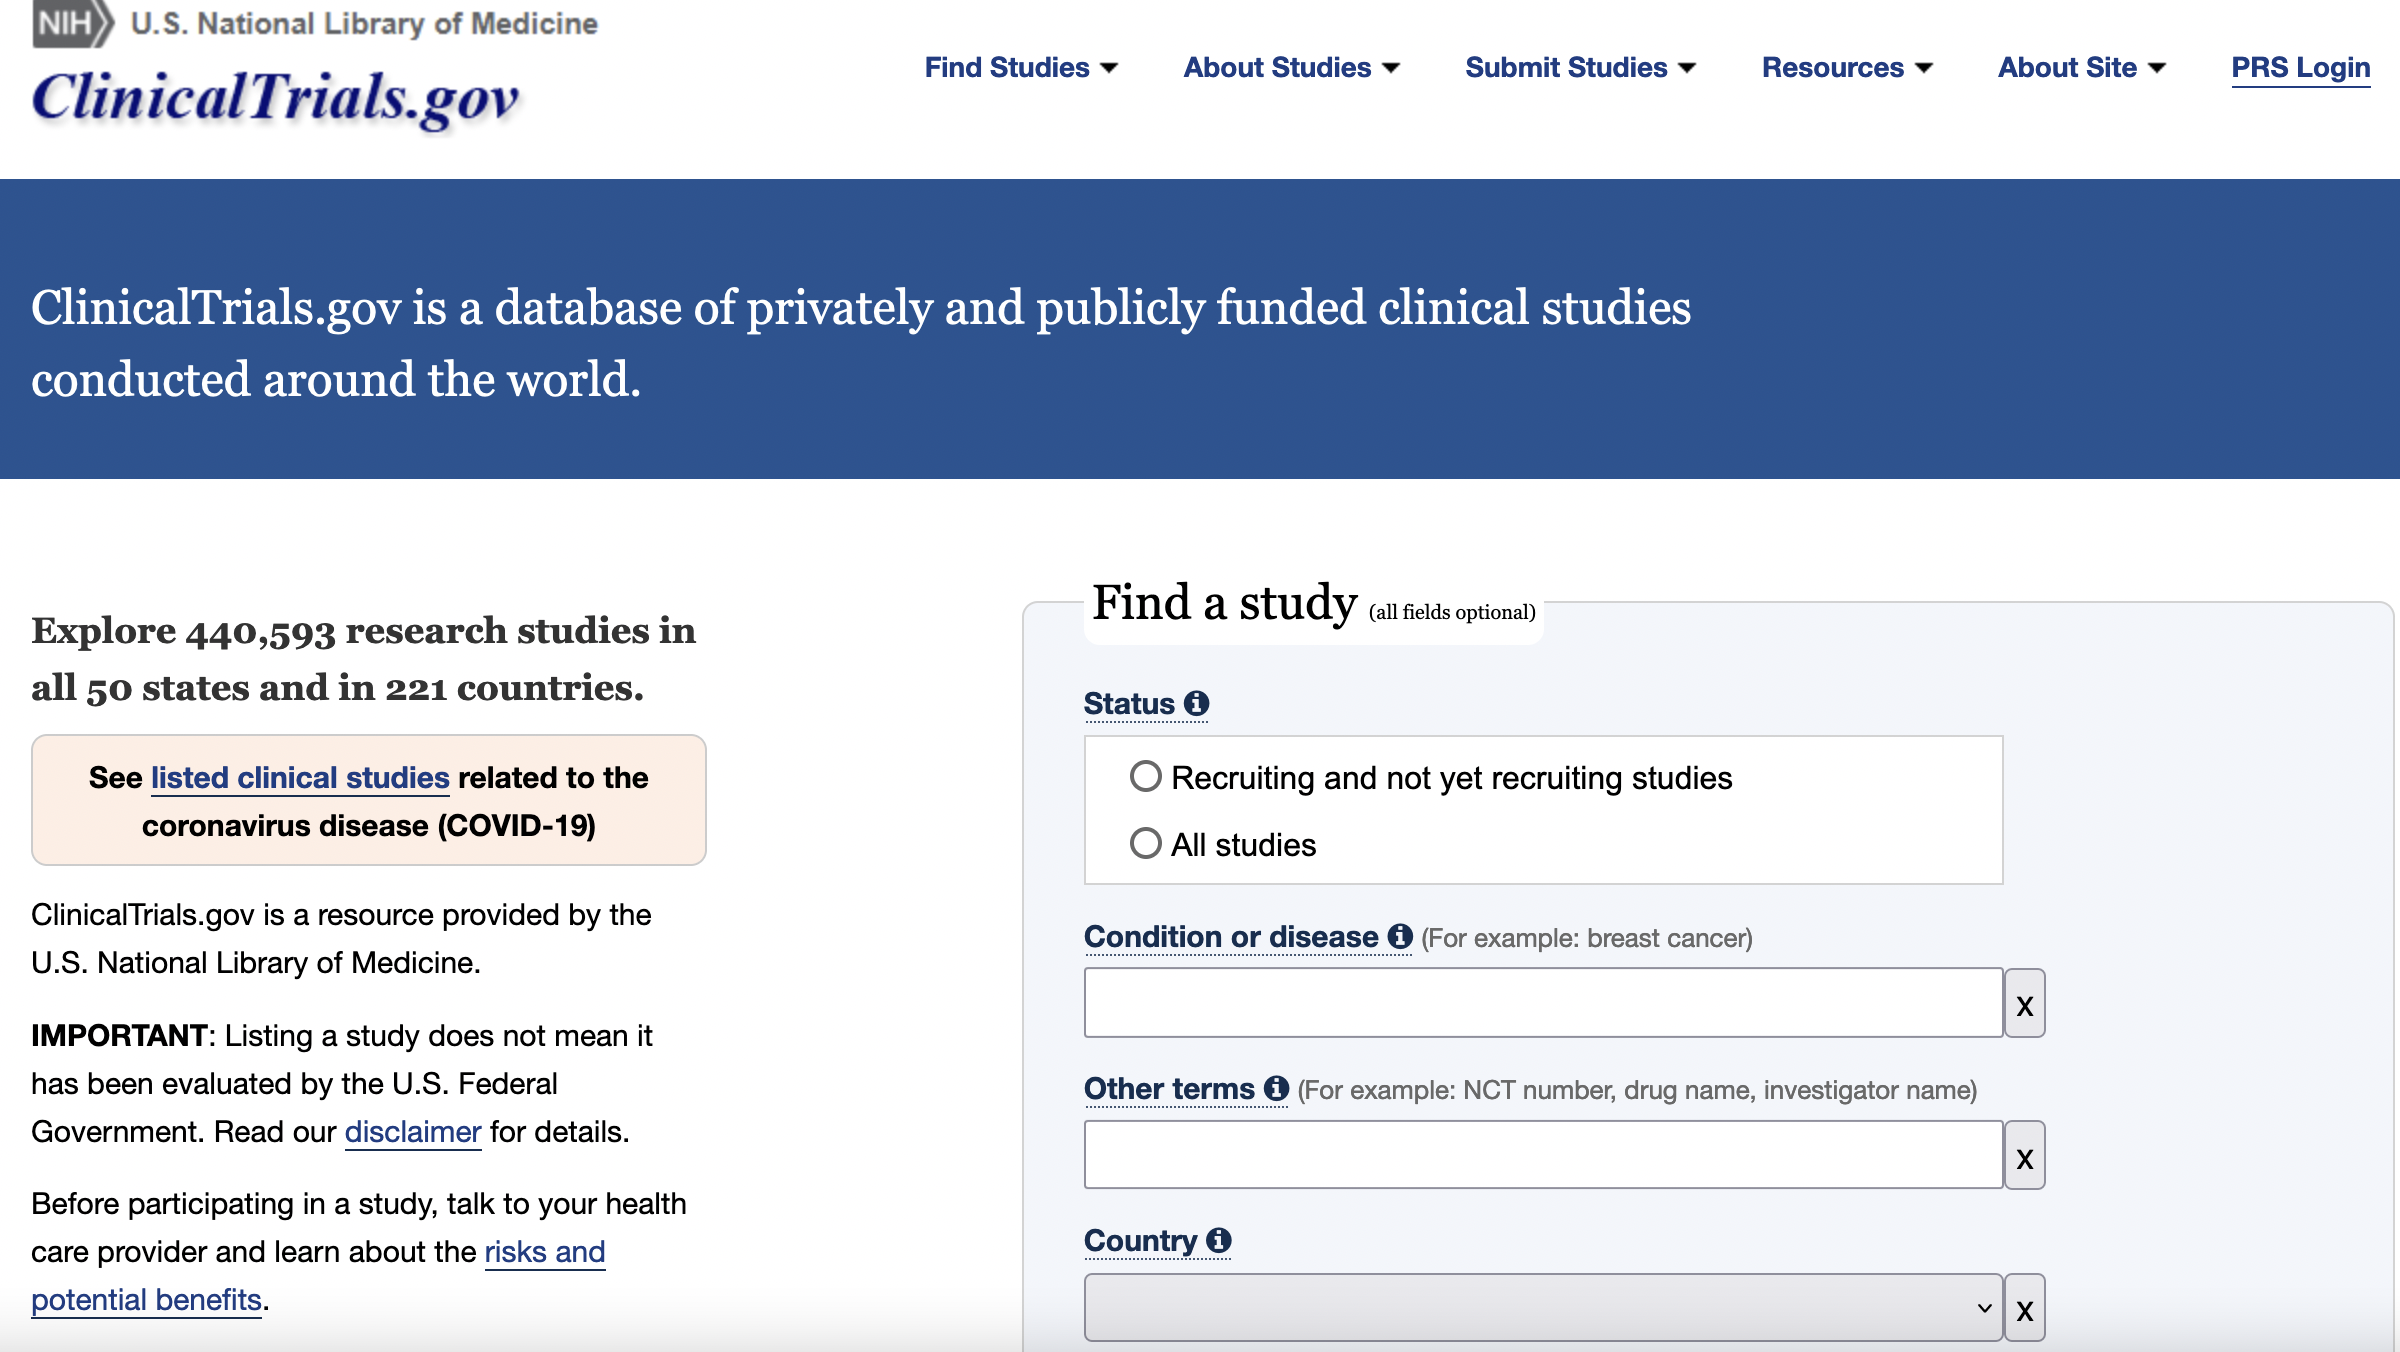 NIH U.S. National Library of Medicine
ClinicalTrials.gov
Find Studies About Studies Submit Studies Resources About Site PRS Login
ClinicalTrials.gov is a database of privately and publicly funded clinical studies
conducted around the world.
Explore 440,593 research studies in
all 50 states and in 221 countries.
See listed clinical studies related to the
coronavirus disease (COVID-19)
ClinicalTrials.gov is a resource provided by the
U.S. National Library of Medicine.
IMPORTANT: Listing a study does not mean it
has been evaluated by the U.S. Federal
Government. Read our disclaimer for details.
Before participating in a study, talk to your health
care provider and learn about the risks and
potential benefits.
Find a study (all fields optional)
Status
Recruiting and not yet recruiting studies
All studies
Condition or disease (For example: breast cancer)
X
Other terms (For example: NCT number, drug name, investigator name)
X
Country
X